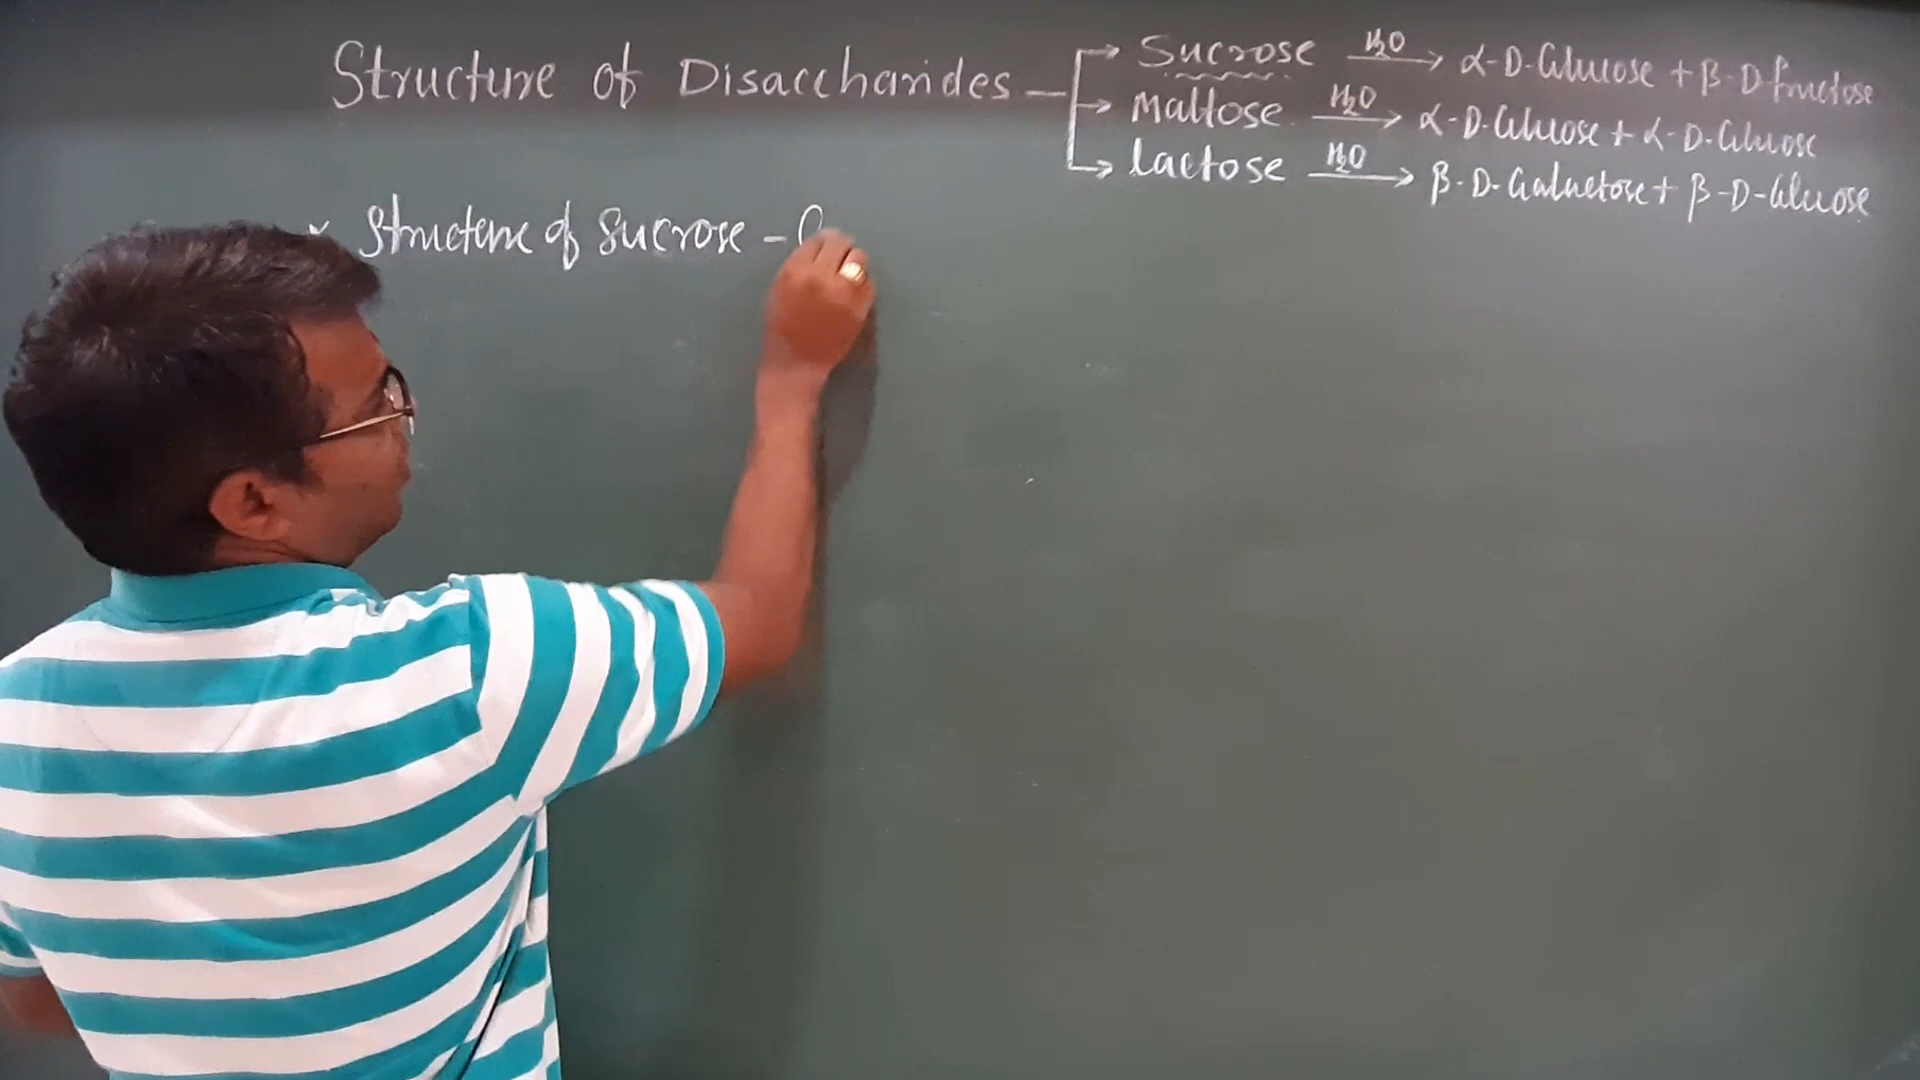 Structure of Disaccharides
Sucrose H2O → α-D-Glucose + β-D-fructose
Maltose H2O → α-D-Glucose + α-D-Glucose
lactose H2O → β-D-Galactose + β-D-Glucose
Structure of Sucrose -